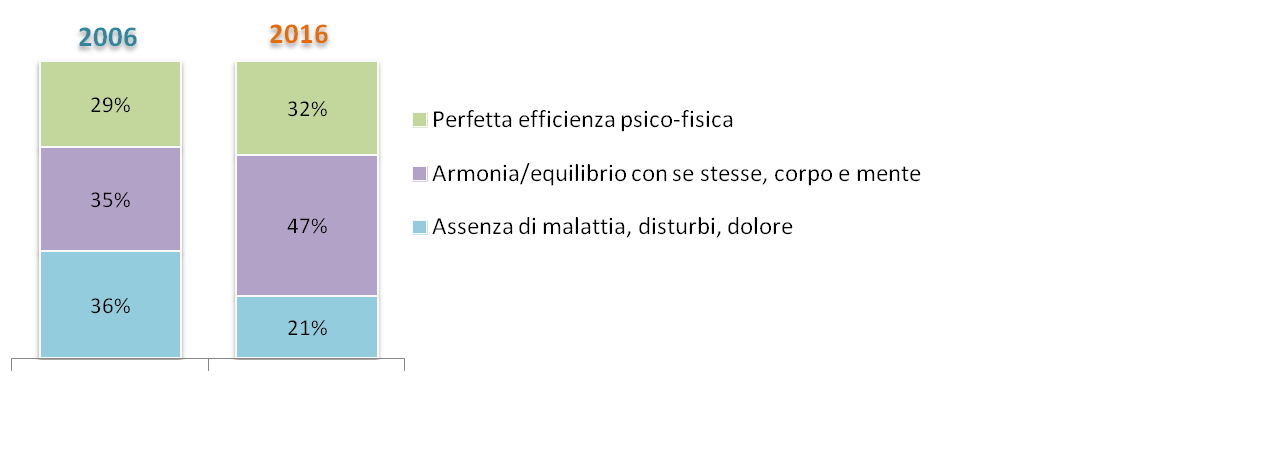 2006
2016
29%
32%
35%
47%
36%
21%
Perfetta efficienza psico-fisica
Armonia/equilibrio con se stesse, corpo e mente
Assenza di malattia, disturbi, dolore